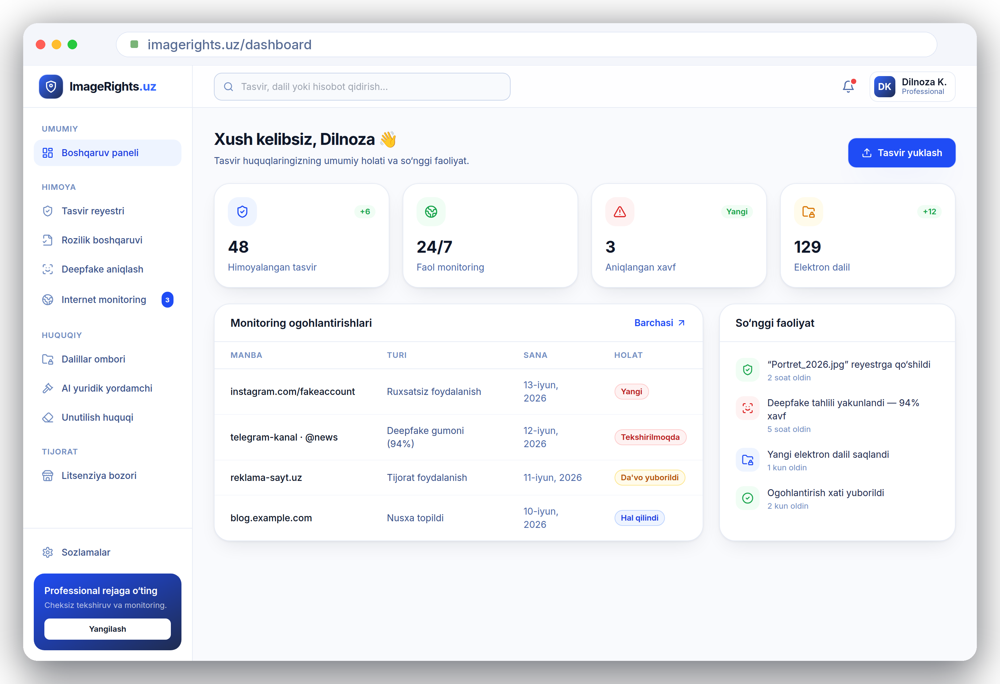 imagerights.uz/dashboard
ImageRights.uz
Tasvir, dalil yoki hisobot qidirish...
DK
Dilnoza K.
Professional
UMUMIY
Boshqaruv paneli
HIMOYA
Tasvir reyestri
Rozilik boshqaruvi
Deepfake aniqlash
Internet monitoring
3
HUQUQIY
Dalillar ombori
AI yuridik yordamchi
Unutilish huquqi
TIJORAT
Litsenziya bozori
Sozlamalar
Professional rejaga o‘ting
Cheksiz tekshiruv va monitoring.
Yangilash
Xush kelibsiz, Dilnoza 👋
Tasvir huquqlaringizning umumiy holati va so‘nggi faoliyat.
Tasvir yuklash
+6
48
Himoyalangan tasvir
24/7
Faol monitoring
Yangi
3
Aniqlangan xavf
+12
129
Elektron dalil
Monitoring ogohlantirishlari
Barchasi
MANBA TURI SANA HOLAT
instagram.com/fakeaccount Ruxsatsiz foydalanish 13-iyun,
2026 Yangi
telegram-kanal · @news Deepfake gumoni
(94%) 12-iyun,
2026 Tekshirilmoqda
reklama-sayt.uz Tijorat foydalanish 11-iyun, 2026 Da'vo yuborildi
blog.example.com Nusxa topildi 10-iyun,
2026 Hal qilindi
So‘nggi faoliyat
“Portret_2026.jpg” reyestrga qo‘shildi
2 soat oldin
Deepfake tahlili yakunlandi — 94%
xavf
5 soat oldin
Yangi elektron dalil saqlandi
1 kun oldin
Ogohlantirish xati yuborildi
2 kun oldin